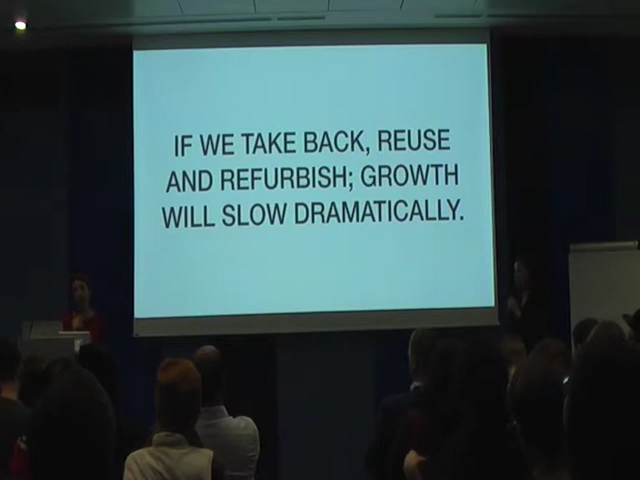 IF WE TAKE BACK, REUSE
AND REFURBISH; GROWTH
WILL SLOW DRAMATICALLY.